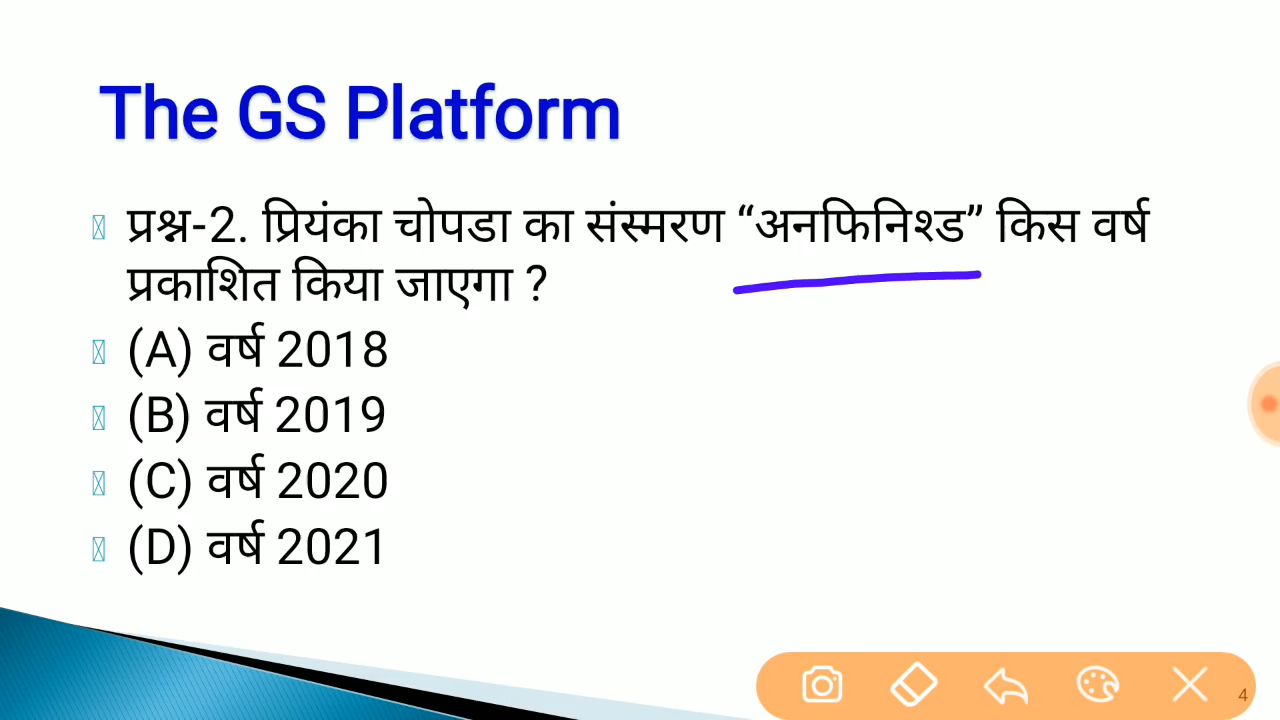 The GS Platform
प्रश्न-2. प्रियंका चोपडा का संस्मरण “अनफिनिश्ड” किस वर्ष
प्रकाशित किया जाएगा ?
(A) वर्ष 2018
(B) वर्ष 2019
(C) वर्ष 2020
(D) वर्ष 2021
4